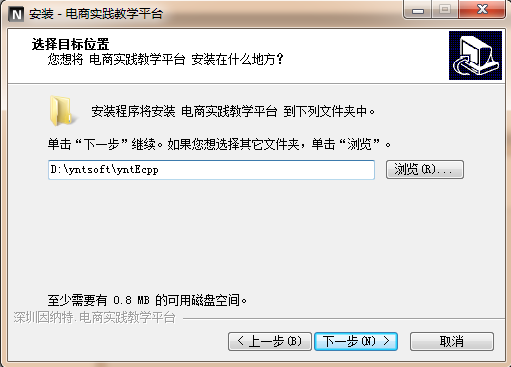 N 安装 - 电商实践教学平台
选择目标位置
您想将 电商实践教学平台 安装在什么地方?
安装程序将安装 电商实践教学平台 到下列文件夹中。
单击“下一步”继续。如果您想选择其它文件夹，单击“浏览”。
D:\yntsoft\yntEcpp
浏览(R)...
至少需要有 0.8 MB 的可用磁盘空间。
深圳因纳特.电商实践教学平台
< 上一步(B)
下一步(N) >
取消